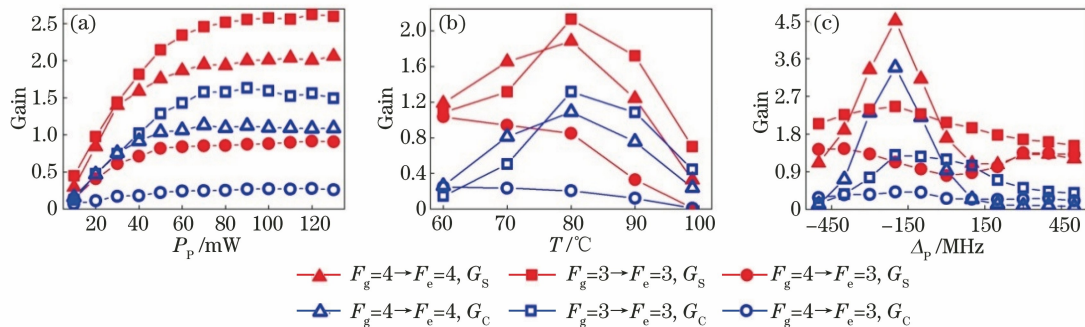 (a)
Gain
2.5
2.0
1.5
1.0
0.5
0
20 40 60 80 100 120
P_P /mW
(b)
Gain
2.0
1.6
1.2
0.8
0.4
0
60 70 80 90 100
T /℃
(c)
Gain
4.5
3.6
2.7
1.8
0.9
0
−450 −150 150 450
Δ_P /MHz
F_g=4→F_e=4, G_S F_g=3→F_e=3, G_S F_g=4→F_e=3, G_S
F_g=4→F_e=4, G_C F_g=3→F_e=3, G_C F_g=4→F_e=3, G_C